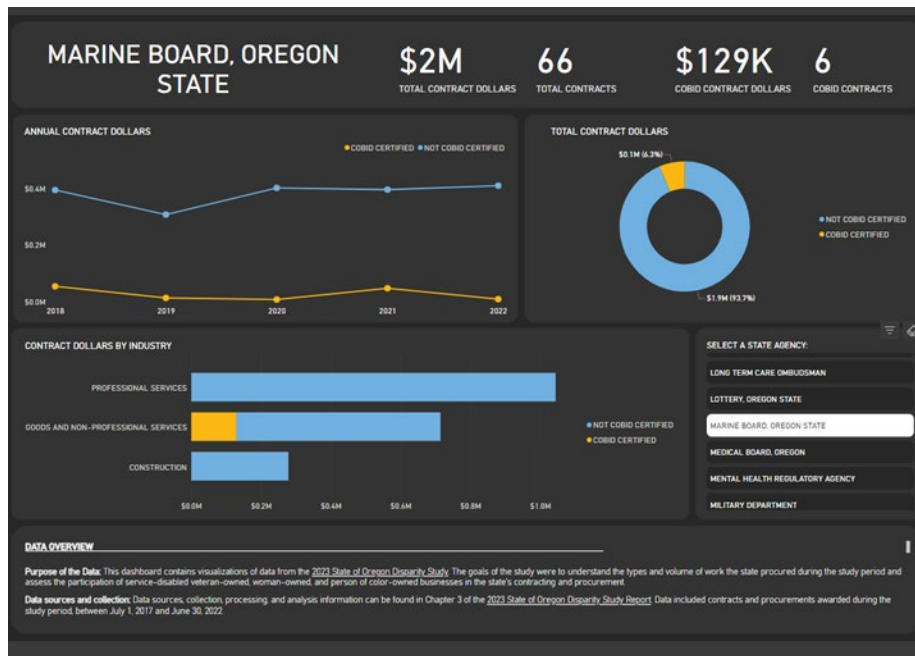 MARINE BOARD, OREGON
STATE
$2M
TOTAL CONTRACT DOLLARS
66
TOTAL CONTRACTS
$129K
COBID CONTRACT DOLLARS
6
COBID CONTRACTS
ANNUAL CONTRACT DOLLARS
COBID CERTIFIED NOT COBID CERTIFIED
$0.4M
$0.2M
$0.0M
2018 2019 2020 2021 2022
TOTAL CONTRACT DOLLARS
$0.1M (6.3%)
NOT COBID CERTIFIED
COBID CERTIFIED
$1.9M (93.7%)
CONTRACT DOLLARS BY INDUSTRY
PROFESSIONAL SERVICES
GOODS AND NON-PROFESSIONAL SERVICES
CONSTRUCTION
$0.0M $0.2M $0.4M $0.6M $0.8M $1.0M
NOT COBID CERTIFIED
COBID CERTIFIED
SELECT A STATE AGENCY:
LONG TERM CARE OMBUDSMAN
LOTTERY, OREGON STATE
MARINE BOARD, OREGON STATE
MEDICAL BOARD, OREGON
MENTAL HEALTH REGULATORY AGENCY
MILITARY DEPARTMENT
DATA OVERVIEW
Purpose of the Data: This dashboard contains visualizations of data from the 2023 State of Oregon Disparity Study. The goals of the study were to understand the types and volume of work the state procured during the study period and
assess the participation of service-disabled veteran-owned, woman-owned, and person of color-owned businesses in the state's contracting and procurement.
Data sources and collection: Data sources, collection, processing, and analysis information can be found in Chapter 3 of the 2023 State of Oregon Disparity Study Report. Data included contracts and procurements awarded during the
study period, between July 1, 2017 and June 30, 2022